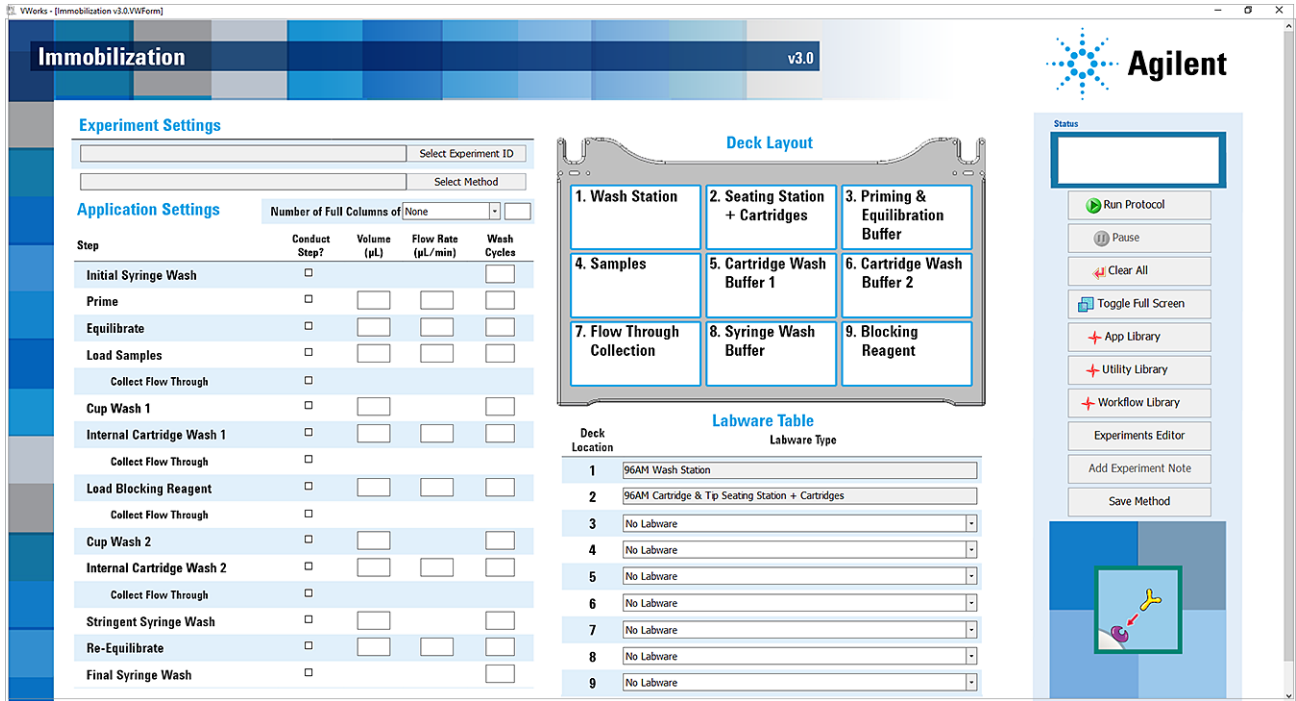 VWorks - [Immobilization v3.0.VWForm]
Immobilization v3.0
Agilent
Experiment Settings
Select Experiment ID
Select Method
Application Settings
Number of Full Columns of None
Step Conduct Step? Volume (µL) Flow Rate (µL/min) Wash Cycles
Initial Syringe Wash
Prime
Equilibrate
Load Samples
Collect Flow Through
Cup Wash 1
Internal Cartridge Wash 1
Collect Flow Through
Load Blocking Reagent
Collect Flow Through
Cup Wash 2
Internal Cartridge Wash 2
Collect Flow Through
Stringent Syringe Wash
Re-Equilibrate
Final Syringe Wash
Deck Layout
1. Wash Station
2. Seating Station
+ Cartridges
3. Priming &
Equilibration
Buffer
4. Samples
5. Cartridge Wash
Buffer 1
6. Cartridge Wash
Buffer 2
7. Flow Through
Collection
8. Syringe Wash
Buffer
9. Blocking
Reagent
Labware Table
Deck Location Labware Type
1 96AM Wash Station
2 96AM Cartridge & Tip Seating Station + Cartridges
3 No Labware
4 No Labware
5 No Labware
6 No Labware
7 No Labware
8 No Labware
9 No Labware
Status
Run Protocol
Pause
Clear All
Toggle Full Screen
App Library
Utility Library
Workflow Library
Experiments Editor
Add Experiment Note
Save Method